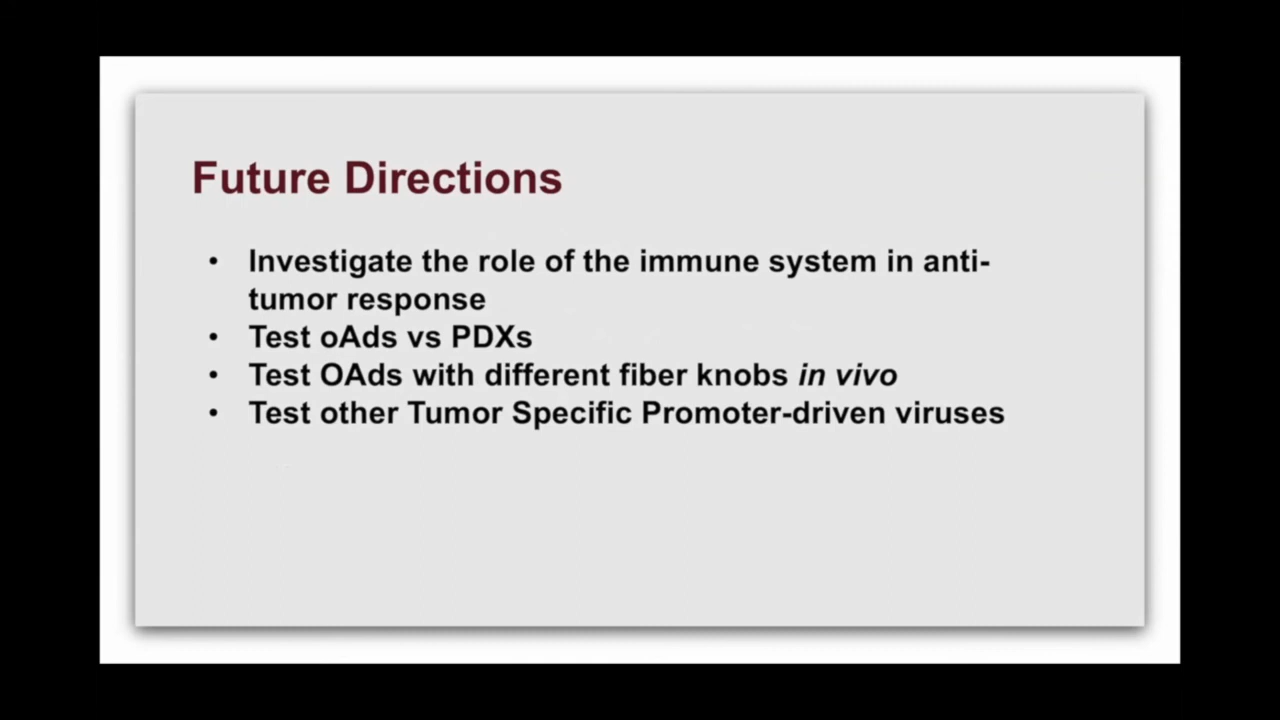 Future Directions
• Investigate the role of the immune system in anti-
tumor response
• Test oAds vs PDXs
• Test OAds with different fiber knobs in vivo
• Test other Tumor Specific Promoter-driven viruses